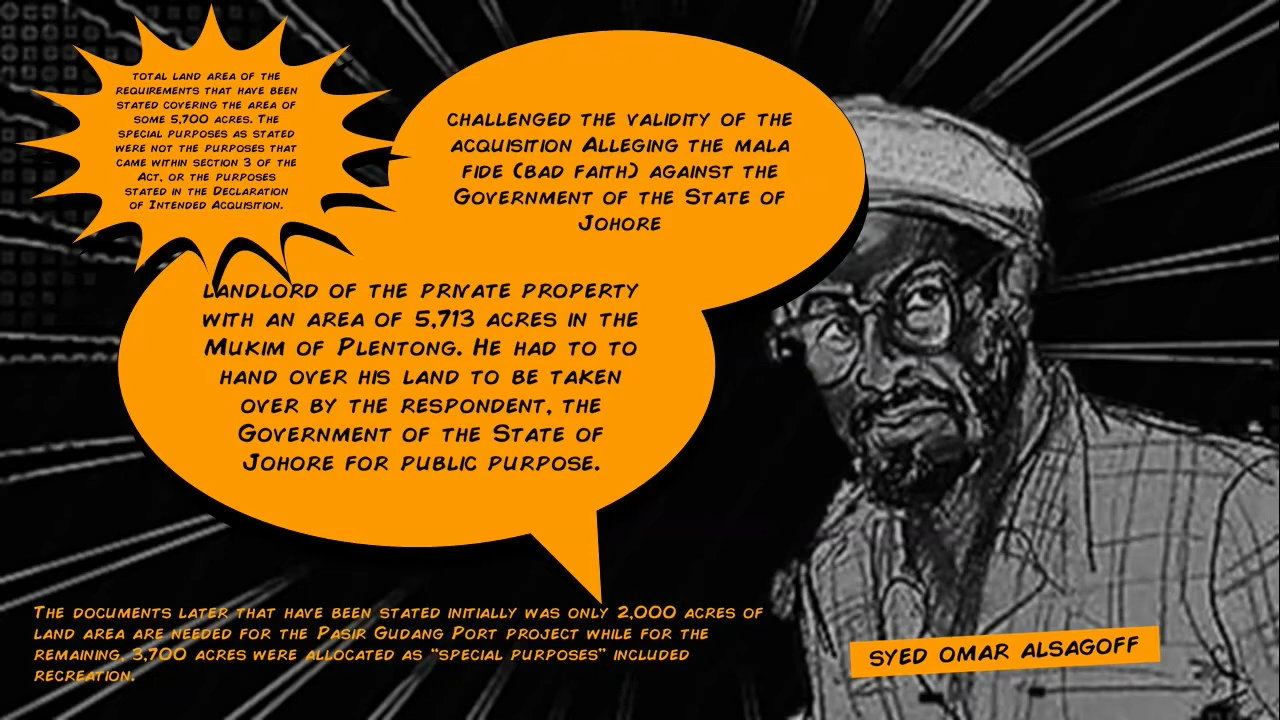 TOTAL LAND AREA OF THE
REQUIREMENTS THAT HAVE BEEN
STATED COVERING THE AREA OF
SOME 5,700 ACRES. THE
SPECIAL PURPOSES AS STATED
WERE NOT THE PURPOSES THAT
CAME WITHIN SECTION 3 OF THE
ACT, OR THE PURPOSES
STATED IN THE DECLARATION
OF INTENDED ACQUISITION.
CHALLENGED THE VALIDITY OF THE
ACQUISITION ALLEGING THE MALA
FIDE (BAD FAITH) AGAINST THE
GOVERNMENT OF THE STATE OF
JOHORE
LANDLORD OF THE PRIVATE PROPERTY
WITH AN AREA OF 5,713 ACRES IN THE
MUKIM OF PLENTONG. HE HAD TO TO
HAND OVER HIS LAND TO BE TAKEN
OVER BY THE RESPONDENT, THE
GOVERNMENT OF THE STATE OF
JOHORE FOR PUBLIC PURPOSE.
THE DOCUMENTS LATER THAT HAVE BEEN STATED INITIALLY WAS ONLY 2,000 ACRES OF
LAND AREA ARE NEEDED FOR THE PASIR GUDANG PORT PROJECT WHILE FOR THE
REMAINING, 3,700 ACRES WERE ALLOCATED AS "SPECIAL PURPOSES" INCLUDED
RECREATION.
SYED OMAR ALSAGOFF